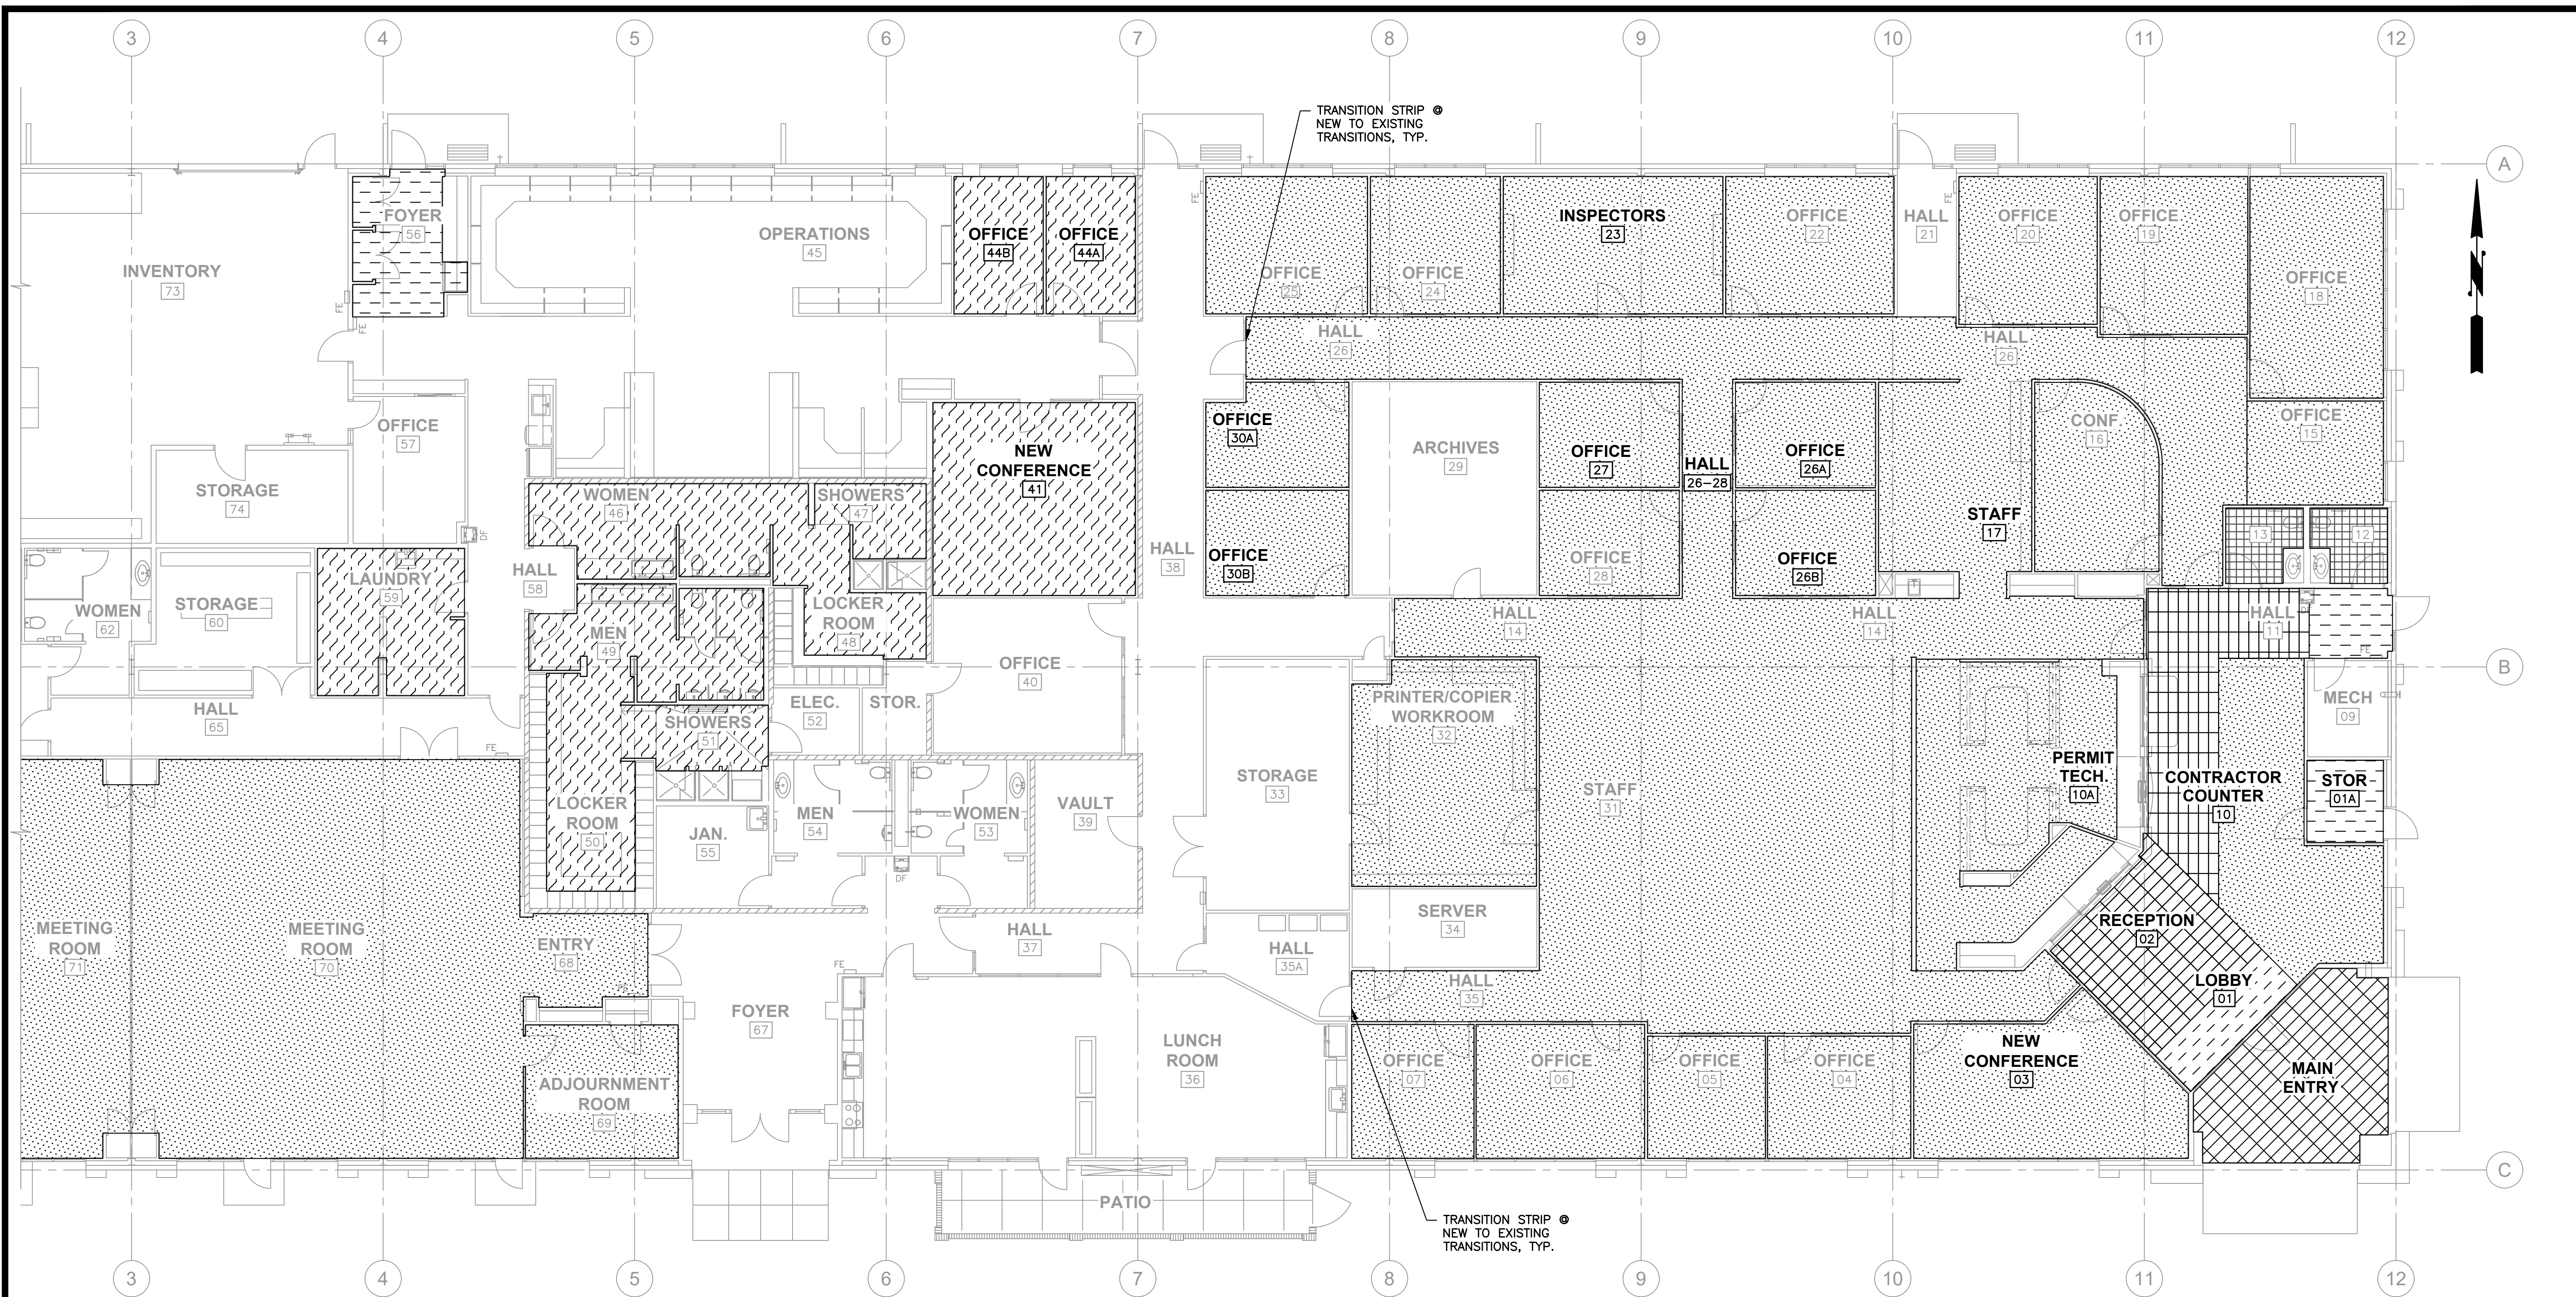 3 4 5 6 7 8 9 10 11 12
TRANSITION STRIP @
NEW TO EXISTING
TRANSITIONS, TYP.
A
N
FOYER
56
OPERATIONS
45
OFFICE
44B
OFFICE
44A
FE
OFFICE
25
OFFICE
24
INSPECTORS
23
OFFICE
22
HALL
21
FE
OFFICE
20
OFFICE
19
OFFICE
18
INVENTORY
73
FE
FE
HALL
26
HALL
26
OFFICE
57
STORAGE
74
DF
NEW
CONFERENCE
41
OFFICE
30A
ARCHIVES
29
OFFICE
27
HALL
26-28
OFFICE
26A
CONF.
16
OFFICE
15
WOMEN
46
SHOWERS
47
STAFF
17
13
12
HALL
38
OFFICE
30B
OFFICE
28
OFFICE
26B
WOMEN
62
STORAGE
60
LAUNDRY
59
HALL
58
MEN
49
LOCKER
ROOM
48
HALL
14
HALL
14
HALL
11
FE
OFFICE
40
B
HALL
65
FE
ELEC.
52
STOR.
SHOWERS
51
PRINTER/COPIER
WORKROOM
32
MECH
09
STORAGE
33
STAFF
31
PERMIT
TECH.
10A
CONTRACTOR
COUNTER
10
STOR
01A
LOCKER
ROOM
50
JAN.
55
MEN
54
WOMEN
53
DF
VAULT
39
MEETING
ROOM
71
MEETING
ROOM
70
ENTRY
68
FE
HALL
37
FE
HALL
35A
SERVER
34
RECEPTION
02
LOBBY
01
HALL
35
FOYER
67
LUNCH
ROOM
36
ADJOURNMENT
ROOM
69
OFFICE
07
OFFICE
06
OFFICE
05
OFFICE
04
NEW
CONFERENCE
03
MAIN
ENTRY
C
PATIO
TRANSITION STRIP @
NEW TO EXISTING
TRANSITIONS, TYP.
3 4 5 6 7 8 9 10 11 12